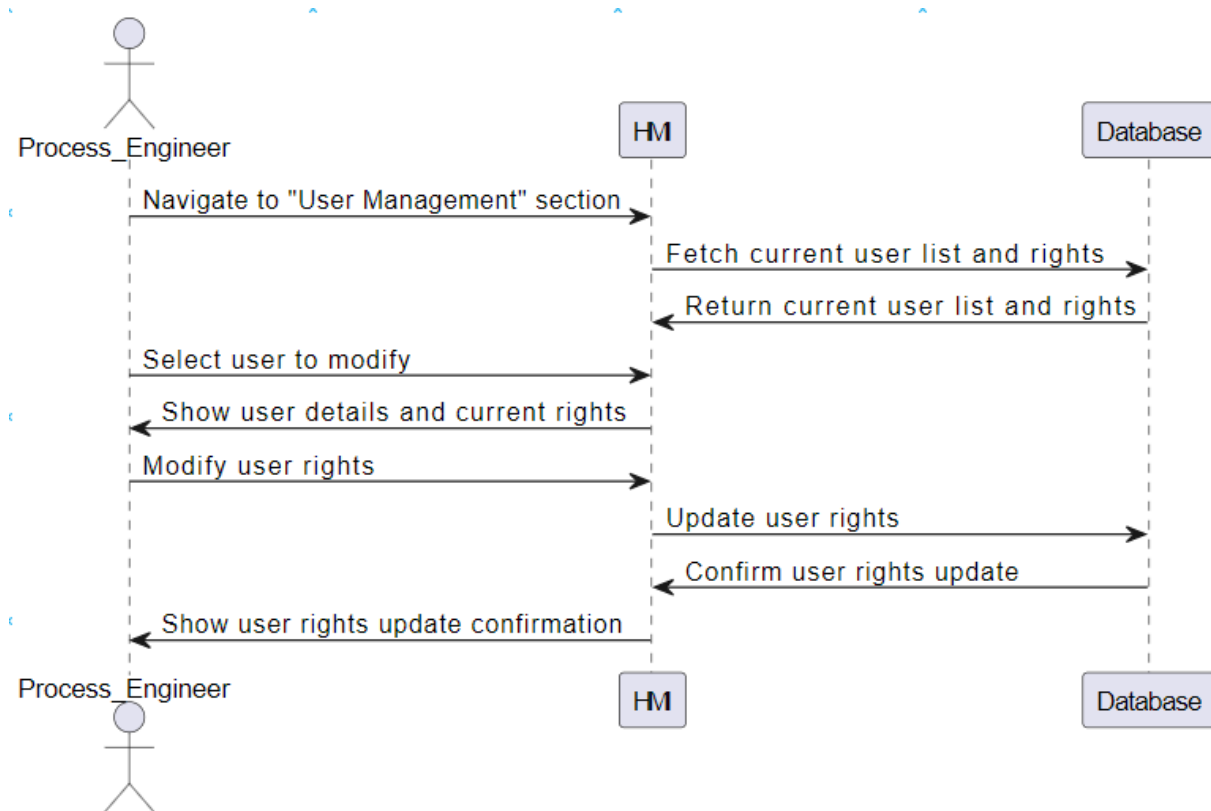 Process_Engineer
HMI
Database
Navigate to "User Management" section
Fetch current user list and rights
Return current user list and rights
Select user to modify
Show user details and current rights
Modify user rights
Update user rights
Confirm user rights update
Show user rights update confirmation
Process_Engineer
HMI
Database